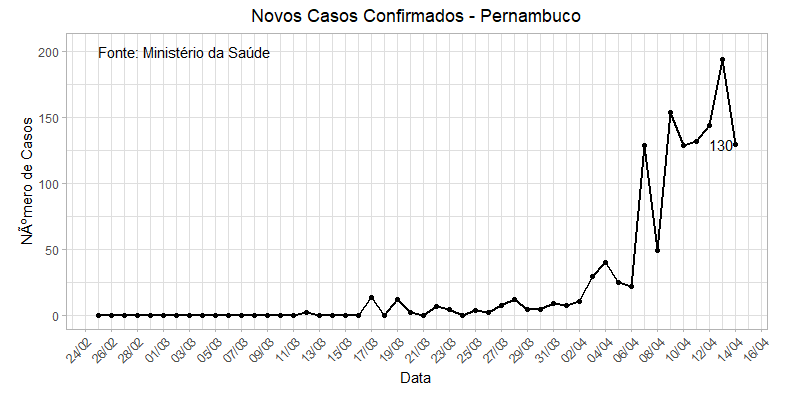 Novos Casos Confirmados - Pernambuco
Fonte: Ministério da Saúde
NÃºmero de Casos
200
150
100
50
0
130
24/02 26/02 28/02 01/03 03/03 05/03 07/03 09/03 11/03 13/03 15/03 17/03 19/03 21/03 23/03 25/03 27/03 29/03 31/03 02/04 04/04 06/04 08/04 10/04 12/04 14/04 16/04
Data